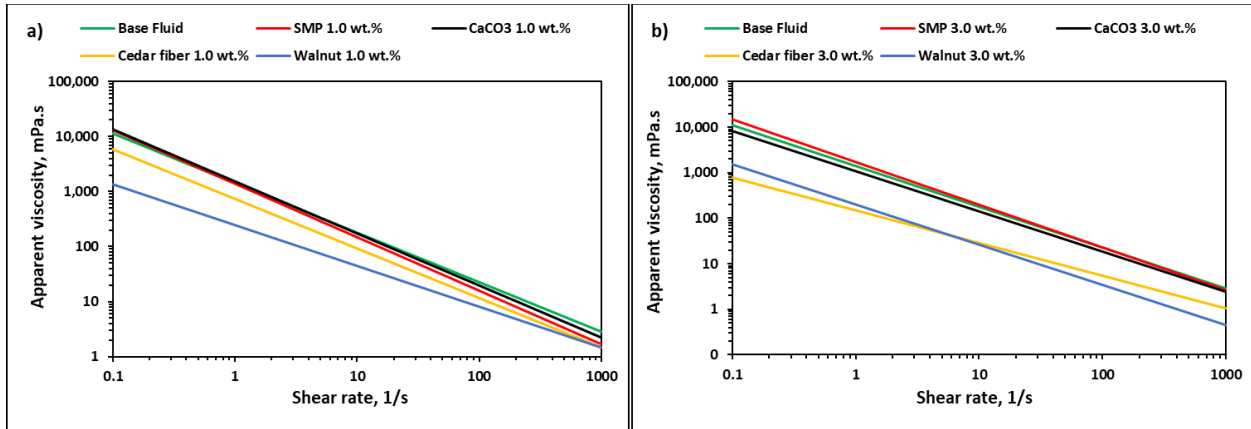 a)
Base Fluid SMP 1.0 wt.% CaCO3 1.0 wt.%
Cedar fiber 1.0 wt.% Walnut 1.0 wt.%
Apparent viscosity, mPa.s
100,000
10,000
1,000
100
10
1
0.1 1 10 100 1000
Shear rate, 1/s
b)
Base Fluid SMP 3.0 wt.% CaCO3 3.0 wt.%
Cedar fiber 3.0 wt.% Walnut 3.0 wt.%
Apparent viscosity, mPa.s
100,000
10,000
1,000
100
10
1
0
0.1 1 10 100 1000
Shear rate, 1/s